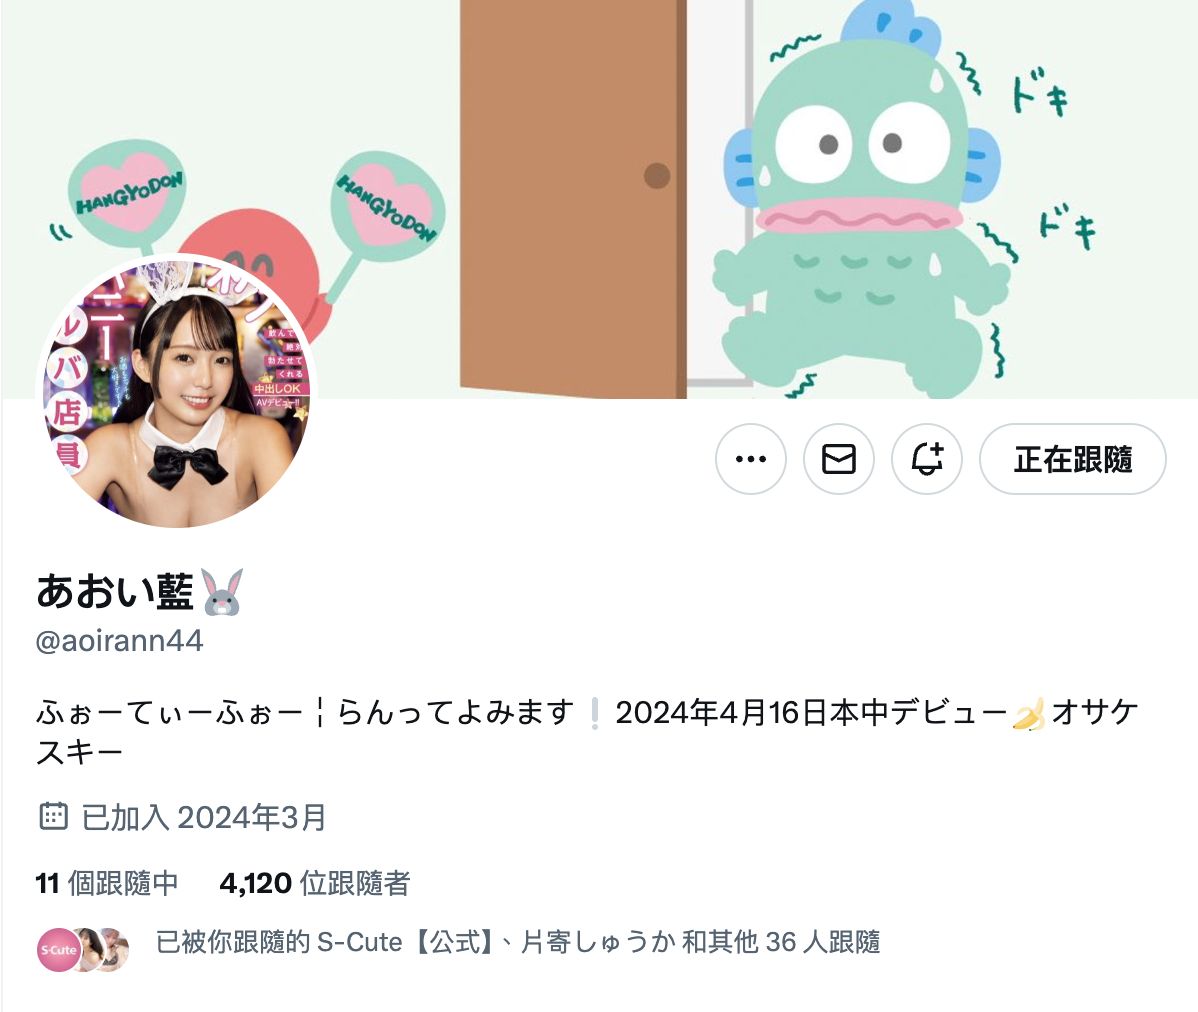 ドキ
HANGYODON
HANGYODON
ドキ
バニー
ルバ店員
飲んで
絶対
勃たせて
くれる
中出しOK
AVデビュー!!
正在跟隨
あおい藍🐰
@aoirann44
ふぉーてぃーふぉー ¦ らんってよみます❕2024年4月16日本中デビュー🍌オサケ
スキー
已加入 2024年3月
11 個跟隨中 4,120 位跟隨者
S-Cute
已被你跟隨的 S-Cute【公式】、片寄しゅうか 和其他 36 人跟隨